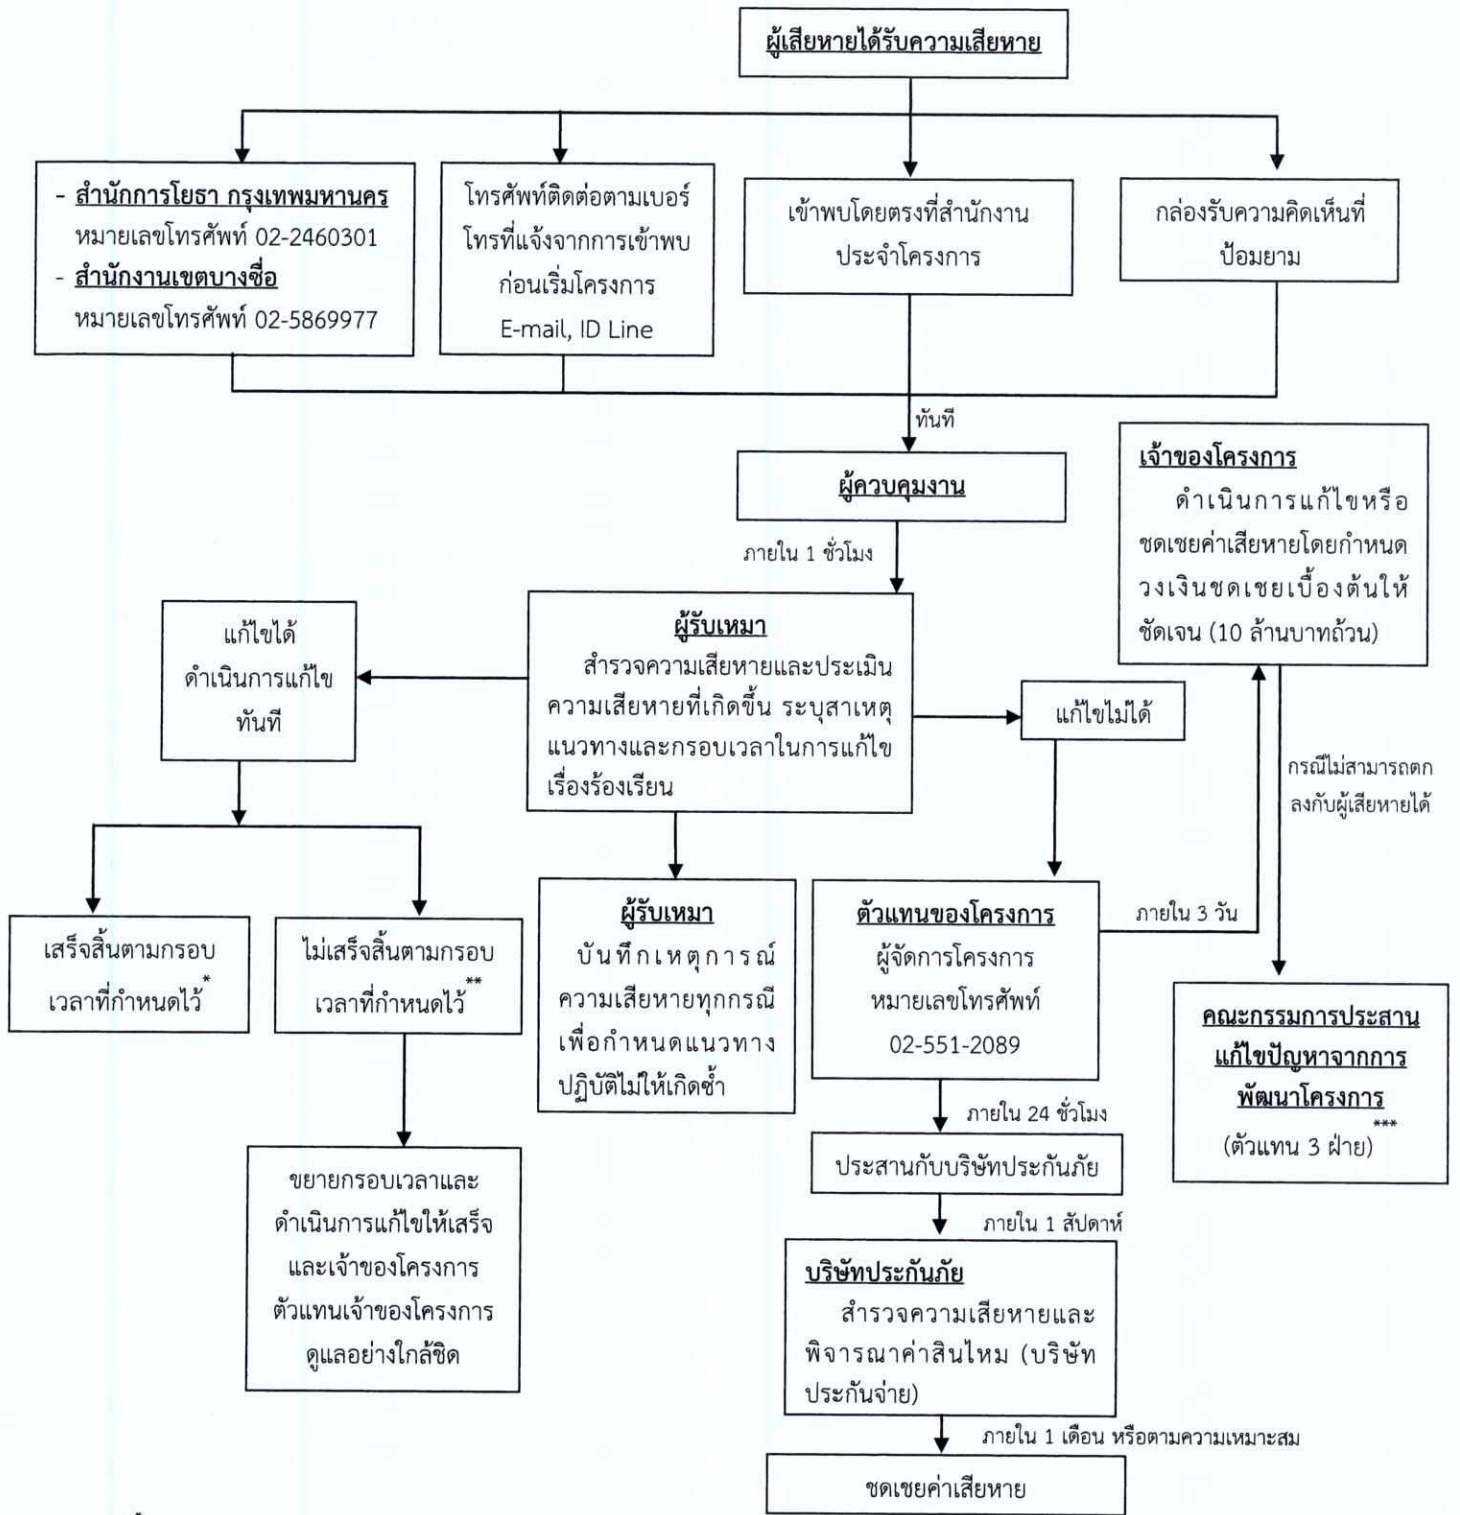 ผู้เสียหายได้รับความเสียหาย
- สำนักการโยธา กรุงเทพมหานคร
หมายเลขโทรศัพท์ 02-2460301
- สำนักงานเขตบางซื่อ
หมายเลขโทรศัพท์ 02-5869977
โทรศัพท์ติดต่อตามเบอร์
โทรที่แจ้งจากการเข้าพบ
ก่อนเริ่มโครงการ
E-mail, ID Line
เข้าพบโดยตรงที่สำนักงาน
ประจำโครงการ
กล่องรับความคิดเห็นที่
ป้อมยาม
ทันที
ผู้ควบคุมงาน
ภายใน 1 ชั่วโมง
เจ้าของโครงการ
ดำเนินการแก้ไขหรือ
ชดเชยค่าเสียหายโดยกำหนด
วงเงินชดเชยเบื้องต้นให้
ชัดเจน (10 ล้านบาทถ้วน)
แก้ไขได้
ดำเนินการแก้ไข
ทันที
ผู้รับเหมา
สำรวจความเสียหายและประเมิน
ความเสียหายที่เกิดขึ้น ระบุสาเหตุ
แนวทางและกรอบเวลาในการแก้ไข
เรื่องร้องเรียน
แก้ไขไม่ได้
กรณีไม่สามารถตก
ลงกับผู้เสียหายได้
เสร็จสิ้นตามกรอบ
เวลาที่กำหนดไว้*
ไม่เสร็จสิ้นตามกรอบ
เวลาที่กำหนดไว้**
ผู้รับเหมา
บันทึกเหตุการณ์
ความเสียหายทุกกรณี
เพื่อกำหนดแนวทาง
ปฏิบัติไม่ให้เกิดซ้ำ
ตัวแทนของโครงการ
ผู้จัดการโครงการ
หมายเลขโทรศัพท์
02-551-2089
ภายใน 3 วัน
คณะกรรมการประสาน
แก้ไขปัญหาจากการ
พัฒนาโครงการ
(ตัวแทน 3 ฝ่าย)***
ภายใน 24 ชั่วโมง
ประสานกับบริษัทประกันภัย
ภายใน 1 สัปดาห์
ขยายกรอบเวลาและ
ดำเนินการแก้ไขให้เสร็จ
และเจ้าของโครงการ
ตัวแทนเจ้าของโครงการ
ดูแลอย่างใกล้ชิด
บริษัทประกันภัย
สำรวจความเสียหายและ
พิจารณาค่าสินไหม (บริษัท
ประกันจ่าย)
ภายใน 1 เดือน หรือตามความเหมาะสม
ชดเชยค่าเสียหาย